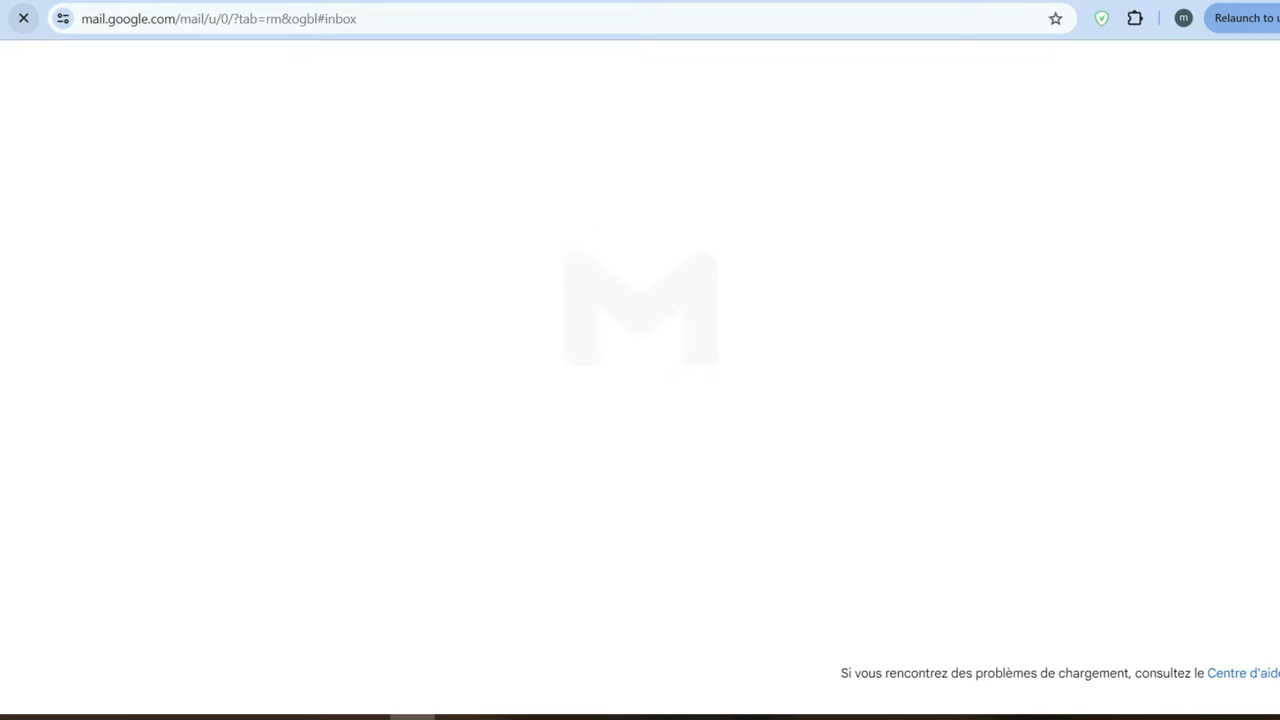 mail.google.com/mail/u/0/?tab=rm&ogbl#inbox
m
Relaunch to
Si vous rencontrez des problèmes de chargement, consultez le Centre d'aide